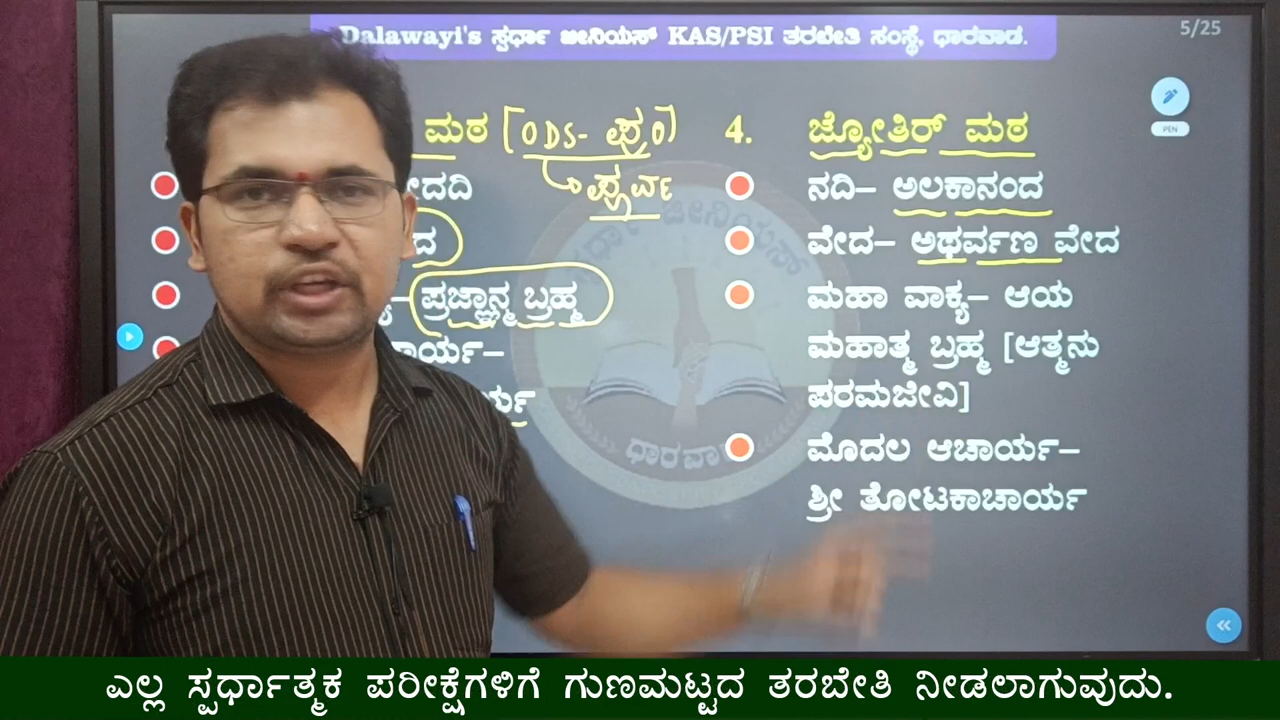 Dalawayi's ಸ್ಪರ್ಧಾ ಜೀನಿಯಸ್ KAS/PSI ತರಬೇತಿ ಸಂಸ್ಥೆ, ಧಾರವಾಡ.
5/25
PEN
ಮಠ [ODS- ಪ್ರಂ]
ಪೂರ್ವ
ಪ್ರಜ್ಞಾನ್ಮ ಬ್ರಹ್ಮ
4. ಜ್ಯೋತಿರ್ ಮಠ
ನದಿ– ಅಲಕಾನಂದ
ವೇದ– ಅಥರ್ವಣ ವೇದ
ಮಹಾ ವಾಕ್ಯ– ಆಯ
ಮಹಾತ್ಮ ಬ್ರಹ್ಮ [ಆತ್ಮನು
ಪರಮಜೀವಿ]
ಮೊದಲ ಆಚಾರ್ಯ–
ಶ್ರೀ ತೋಟಕಾಚಾರ್ಯ
ಎಲ್ಲ ಸ್ಪರ್ಧಾತ್ಮಕ ಪರೀಕ್ಷೆಗಳಿಗೆ ಗುಣಮಟ್ಟದ ತರಬೇತಿ ನೀಡಲಾಗುವುದು.